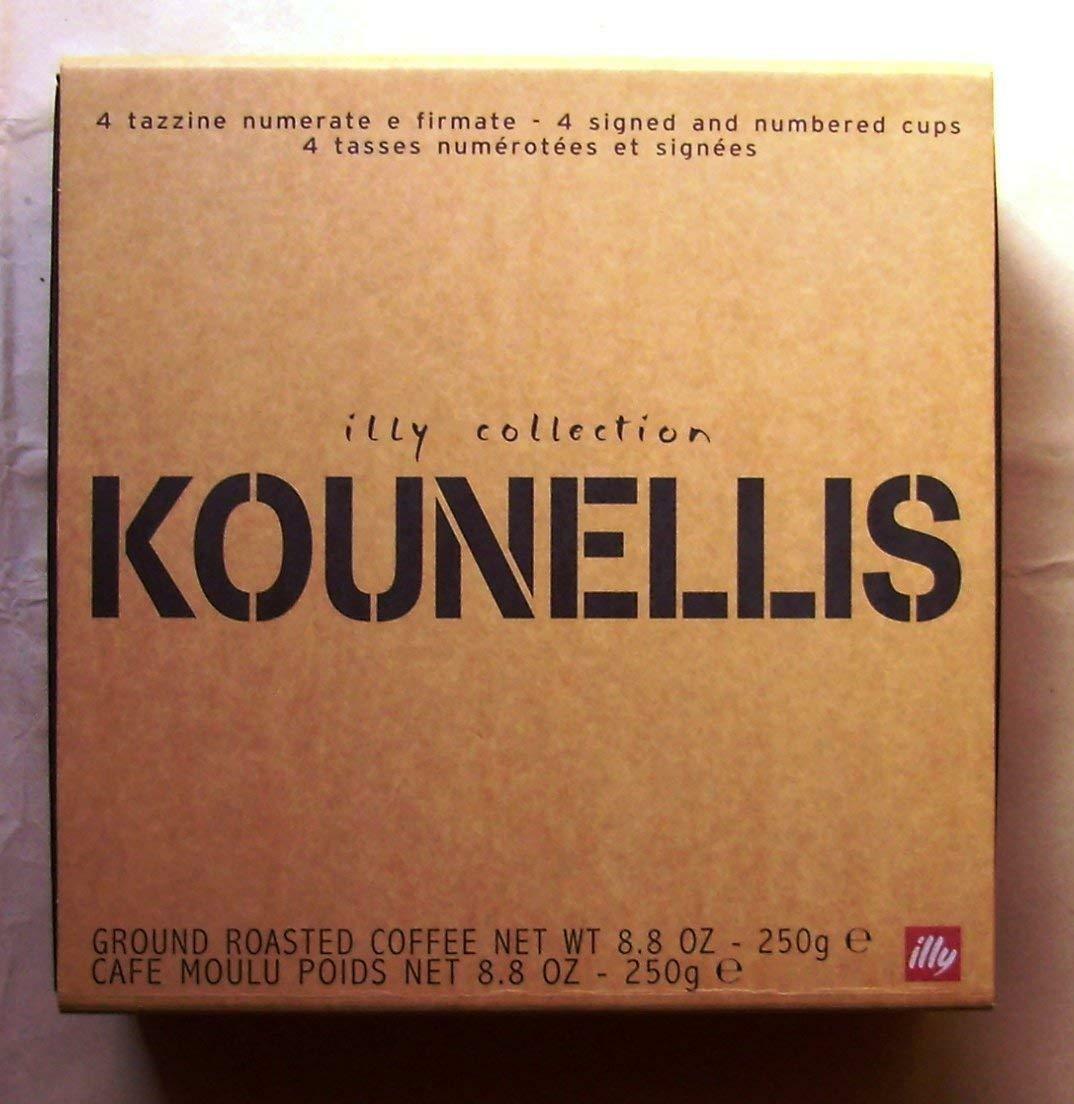 4 tazzine numerate e firmate - 4 signed and numbered cups
4 tasses numérotées et signées
illy collection
KOUNELLIS
GROUND ROASTED COFFEE NET WT 8.8 OZ - 250g ℮
CAFE MOULU POIDS NET 8.8 OZ - 250g ℮
illy